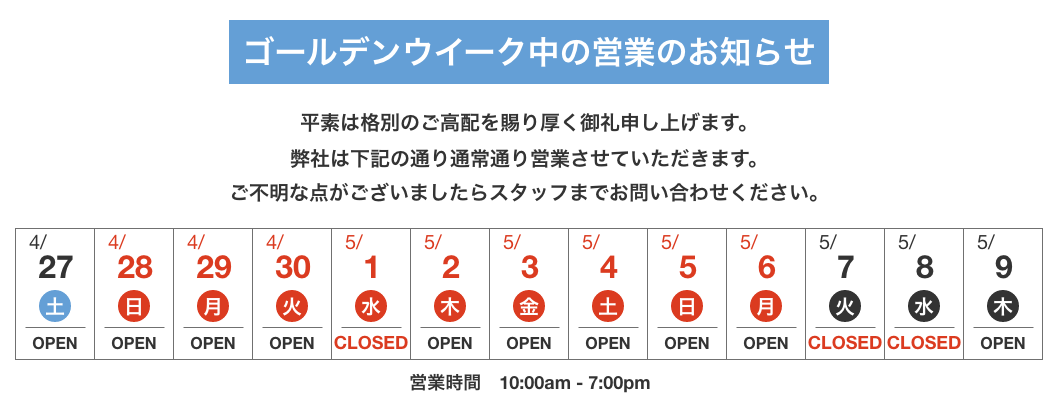 ゴールデンウイーク中の営業のお知らせ
平素は格別のご高配を賜り厚く御礼申し上げます。
弊社は下記の通り通常通り営業させていただきます。
ご不明な点がございましたらスタッフまでお問い合わせください。
4/ 4/ 4/ 4/ 5/ 5/ 5/ 5/ 5/ 5/ 5/ 5/ 5/
27 28 29 30 1 2 3 4 5 6 7 8 9
土 日 月 火 水 木 金 土 日 月 火 水 木
OPEN OPEN OPEN OPEN CLOSED OPEN OPEN OPEN OPEN OPEN CLOSED CLOSED OPEN
営業時間 10:00am - 7:00pm